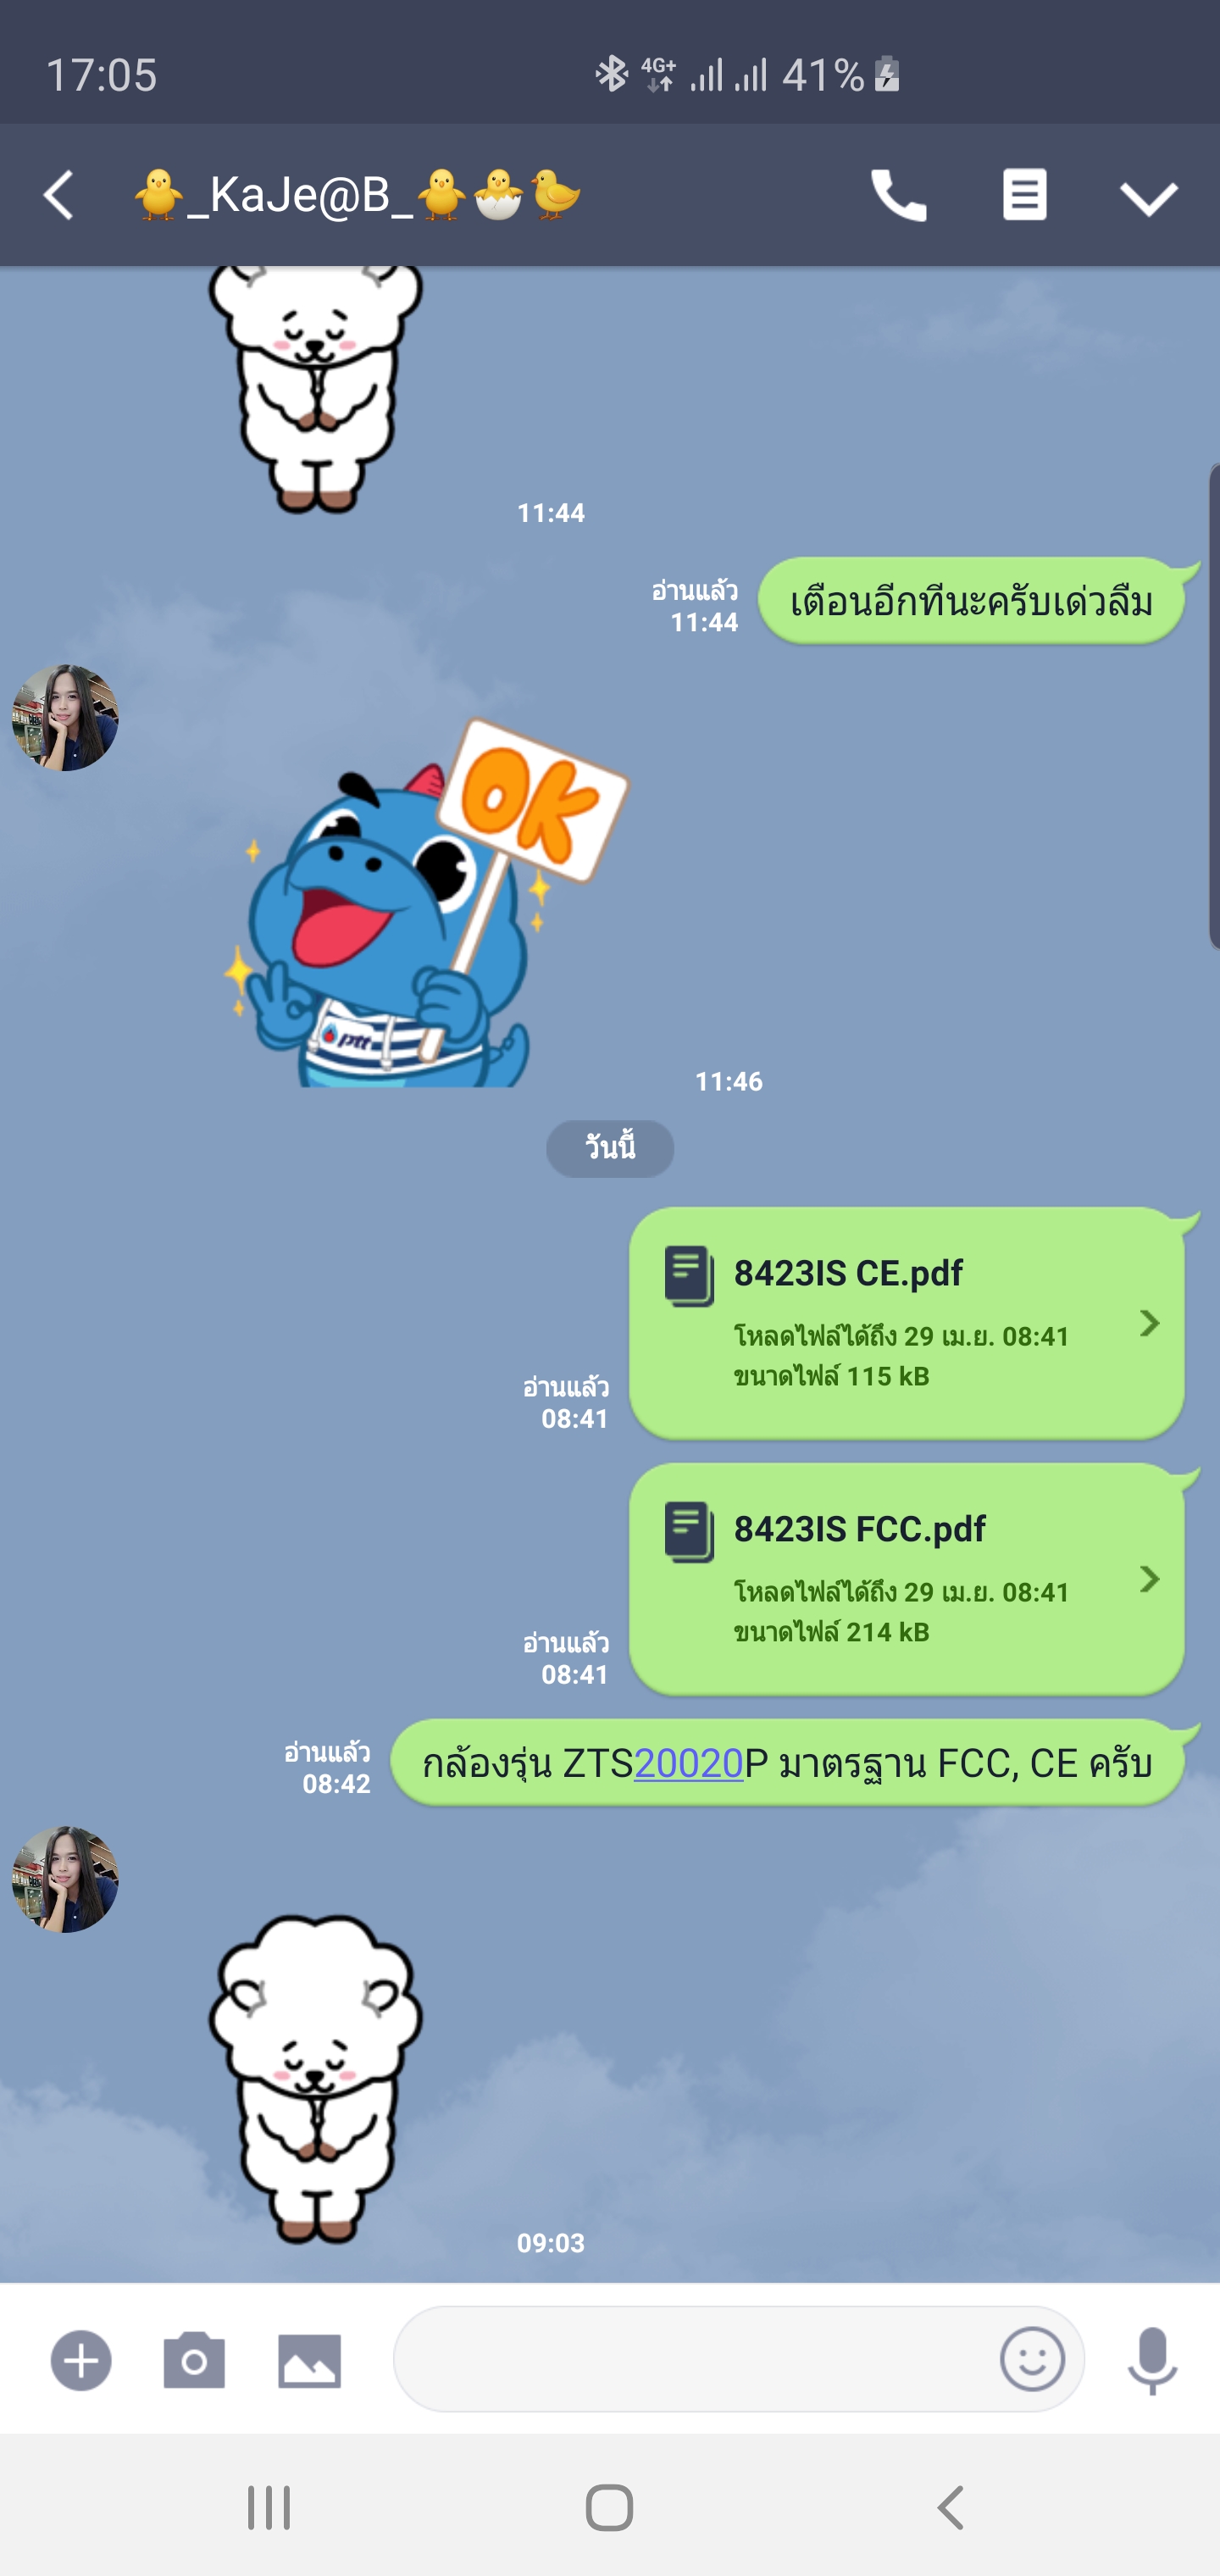 17:05 4G+ 41%
🐥_KaJe@B_🐥🐣🐤
11:44
เตือนอีกทีนะครับเด่วลืม
อ่านแล้ว
11:44
OK
ptt
11:46
วันนี้
8423IS CE.pdf
โหลดไฟล์ได้ถึง 29 เม.ย. 08:41
ขนาดไฟล์ 115 kB
อ่านแล้ว
08:41
8423IS FCC.pdf
โหลดไฟล์ได้ถึง 29 เม.ย. 08:41
ขนาดไฟล์ 214 kB
อ่านแล้ว
08:41
กล้องรุ่น ZTS20020P มาตรฐาน FCC, CE ครับ
อ่านแล้ว
08:42
09:03